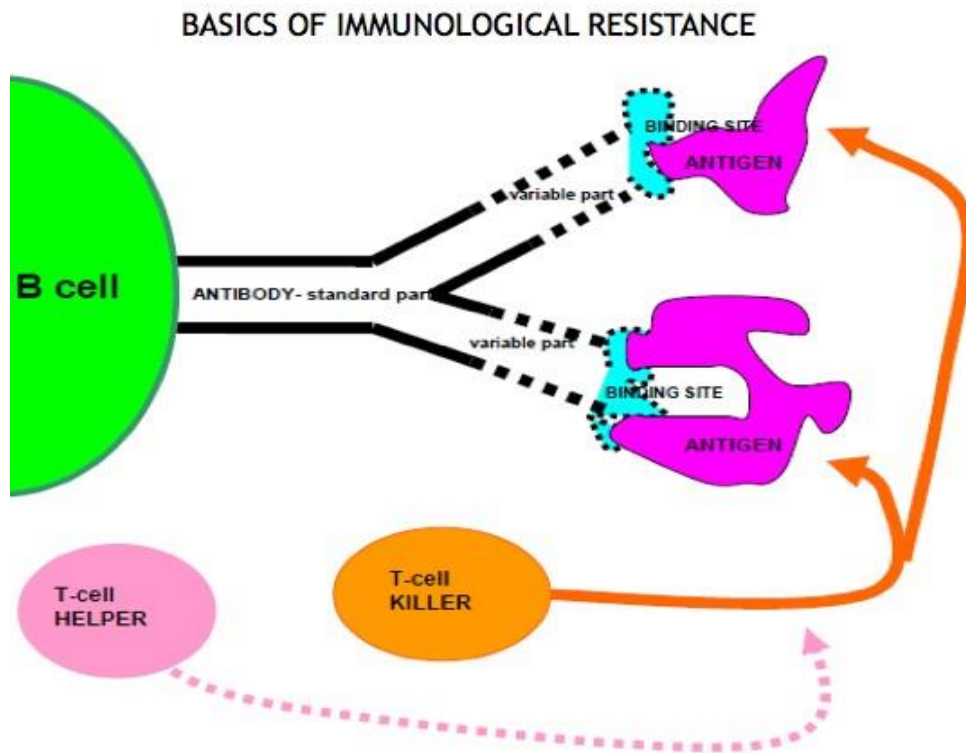 BASICS OF IMMUNOLOGICAL RESISTANCE
BINDING SITE
ANTIGEN
variable part
B cell
ANTIBODY- standard part
variable part
BINDING SITE
ANTIGEN
T-cell
HELPER
T-cell
KILLER